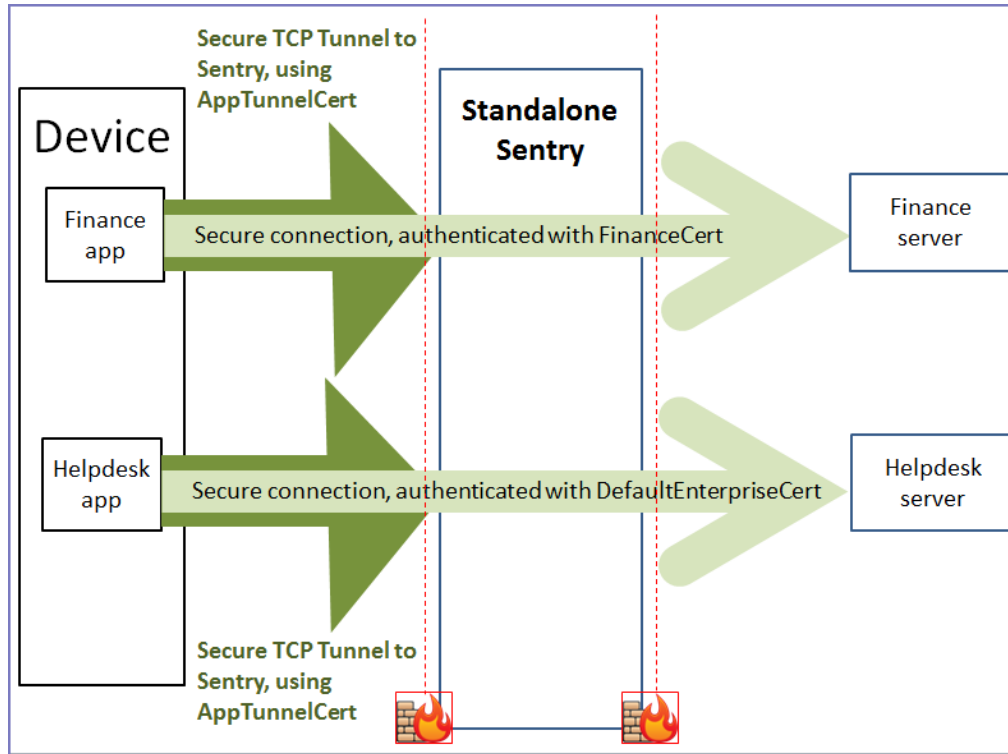 Secure TCP Tunnel to
Sentry, using
AppTunnelCert
Device
Standalone
Sentry
Finance
app
Secure connection, authenticated with FinanceCert
Finance
server
Helpdesk
app
Secure connection, authenticated with DefaultEnterpriseCert
Helpdesk
server
Secure TCP Tunnel to
Sentry, using
AppTunnelCert